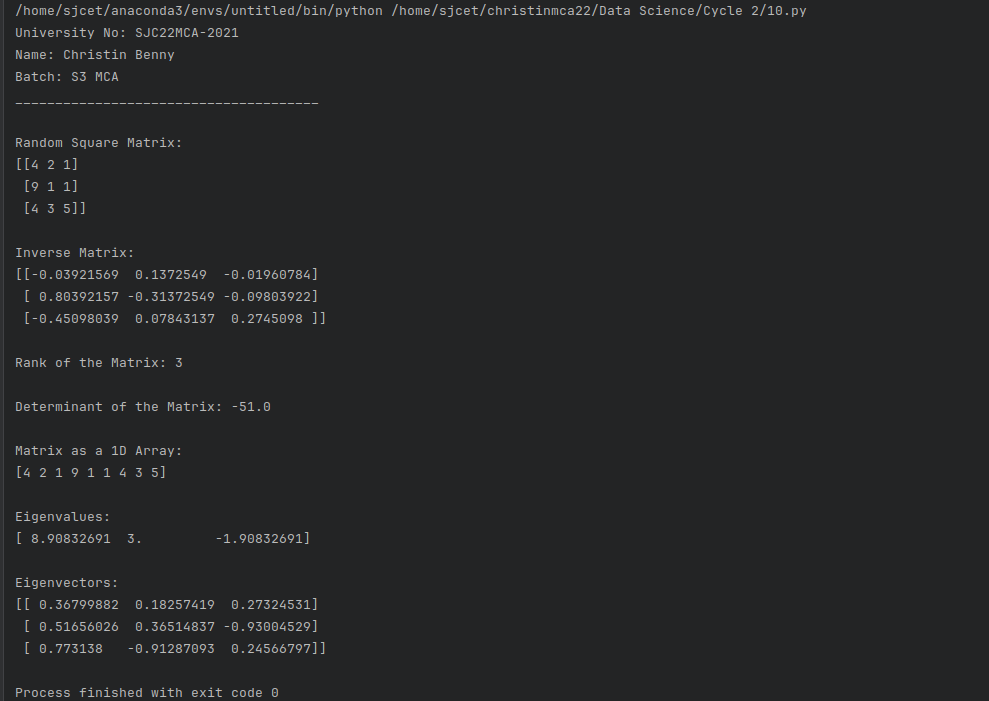 /home/sjcet/anaconda3/envs/untitled/bin/python /home/sjcet/christinmca22/Data Science/Cycle 2/10.py
University No: SJC22MCA-2021
Name: Christin Benny
Batch: S3 MCA
______________________________________
Random Square Matrix:
[[4 2 1]
 [9 1 1]
 [4 3 5]]
Inverse Matrix:
[[-0.03921569  0.1372549  -0.01960784]
 [ 0.80392157 -0.31372549 -0.09803922]
 [-0.45098039  0.07843137  0.2745098 ]]
Rank of the Matrix: 3
Determinant of the Matrix: -51.0
Matrix as a 1D Array:
[4 2 1 9 1 1 4 3 5]
Eigenvalues:
[ 8.90832691  3.         -1.90832691]
Eigenvectors:
[[ 0.36799882  0.18257419  0.27324531]
 [ 0.51656026  0.36514837 -0.93004529]
 [ 0.773138   -0.91287093  0.24566797]]
Process finished with exit code 0